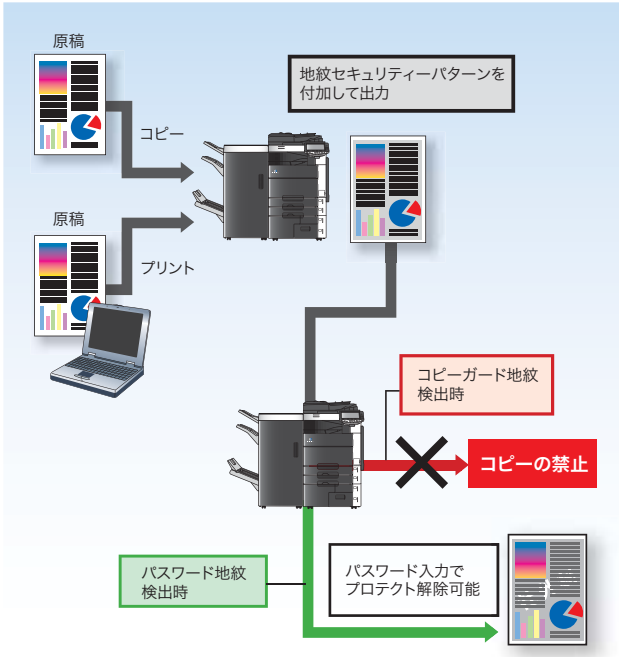 原稿
地紋セキュリティーパターンを
付加して出力
コピー
原稿
プリント
コピーガード地紋
検出時
コピーの禁止
パスワード地紋
検出時
パスワード入力で
プロテクト解除可能